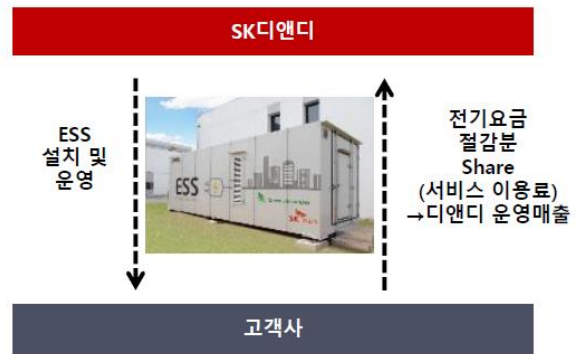 SK디앤디
ESS
설치 및
운영
ESS
SK
전기요금
절감분
Share
(서비스 이용료)
→디앤디 운영매출
고객사